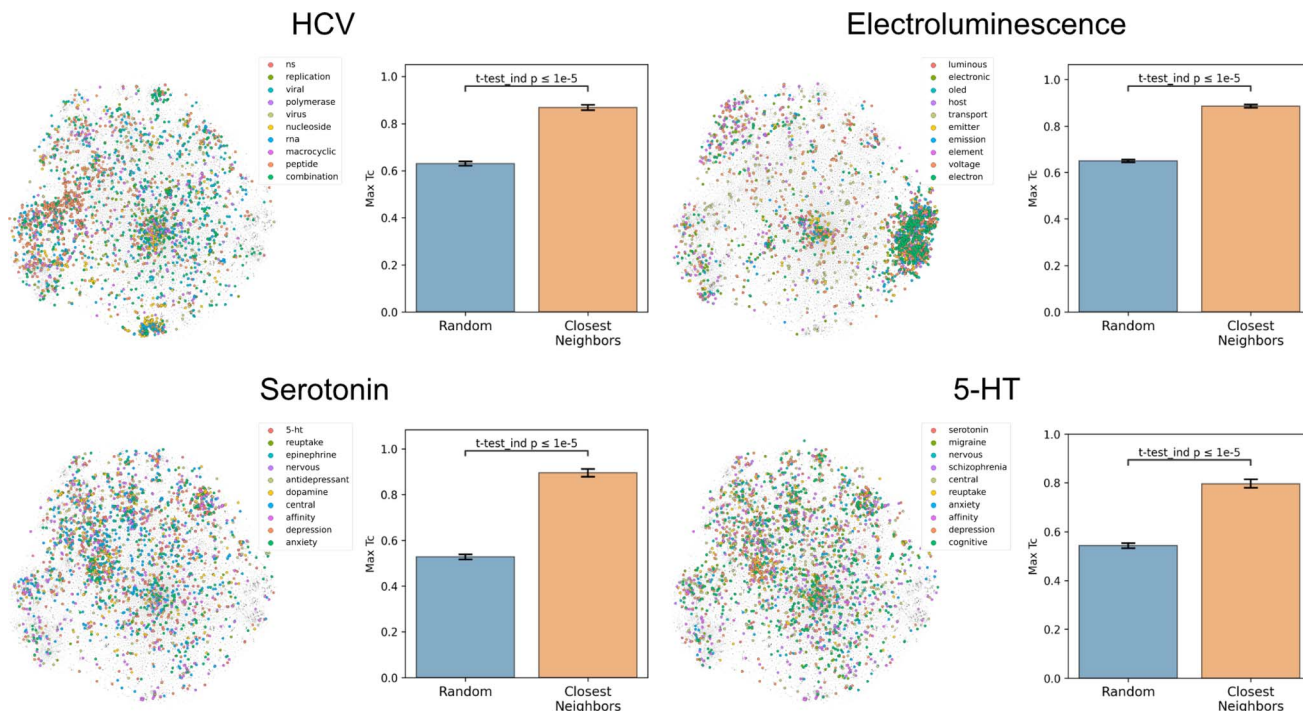 HCV
ns
replication
viral
polymerase
virus
nucleoside
rna
macrocyclic
peptide
combination
1.0
0.8
0.6
0.4
0.2
0.0
Max Tc
t-test_ind p ≤ 1e-5
Random
Closest
Neighbors
Electroluminescence
luminous
electronic
oled
host
transport
emitter
emission
element
voltage
electron
1.0
0.8
0.6
0.4
0.2
0.0
Max Tc
t-test_ind p ≤ 1e-5
Random
Closest
Neighbors
Serotonin
5-ht
reuptake
epinephrine
nervous
antidepressant
dopamine
central
affinity
depression
anxiety
1.0
0.8
0.6
0.4
0.2
0.0
Max Tc
t-test_ind p ≤ 1e-5
Random
Closest
Neighbors
5-HT
serotonin
migraine
nervous
schizophrenia
central
reuptake
anxiety
affinity
depression
cognitive
1.0
0.8
0.6
0.4
0.2
0.0
Max Tc
t-test_ind p ≤ 1e-5
Random
Closest
Neighbors